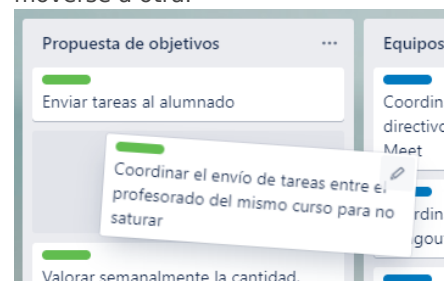 moverse a otra.
Propuesta de objetivos
Enviar tareas al alumnado
Coordinar el envío de tareas entre el
profesorado del mismo curso para no
saturar
Valorar semanalmente la cantidad,
Equipos
Coordin
directivo
Meet
rdin
gou